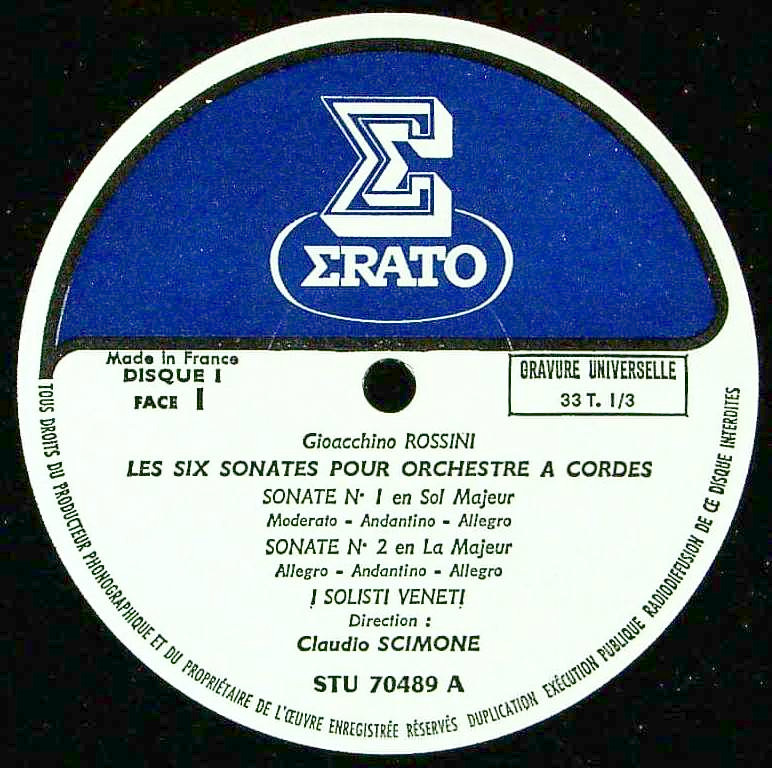 Σ
ΣRATO
Made in France
DISQUE I
FACE I
GRAVURE UNIVERSELLE
33 T. 1/3
Gioacchino ROSSINI
LES SIX SONATES POUR ORCHESTRE A CORDES
SONATE N• I en Sol Majeur
Moderato - Andantino - Allegro
SONATE N• 2 en La Majeur
Allegro - Andantino - Allegro
I SOLISTI VENETI
Direction :
Claudio SCIMONE
STU 70489 A
TOUS DROITS DU PRODUCTEUR PHONOGRAPHIQUE ET DU PROPRIÉTAIRE DE L'ŒUVRE ENREGISTRÉE RÉSERVÉS DUPLICATION EXÉCUTION PUBLIQUE RADIODIFFUSION DE CE DISQUE INTERDITES